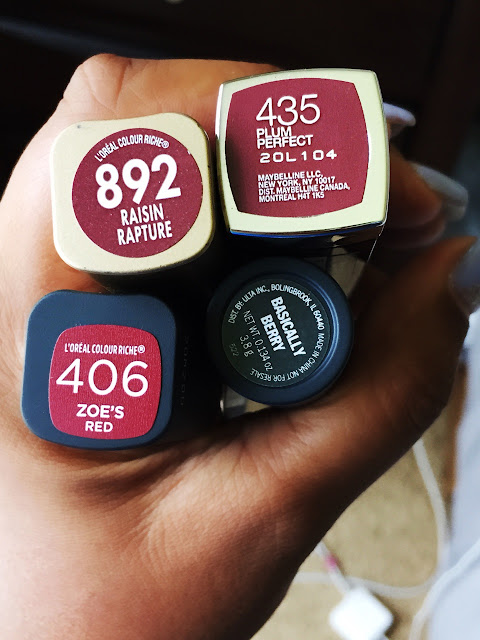 L'ORÉAL COLOUR RICHE®
892
RAISIN
RAPTURE
435
PLUM
PERFECT
20L104
MAYBELLINE LLC,
NEW YORK, NY 10017
DIST. MAYBELLINE CANADA,
MONTRÉAL H4T 1K5
L'ORÉAL COLOUR RICHE®
406
ZOE'S
RED
DIST. BY: ULTA INC., BOLINGBROOK, IL 60440
MADE IN CHINA NOT FOR RESALE
BASICALLY
BERRY
NET WT. 0.134 oz
3.8 g